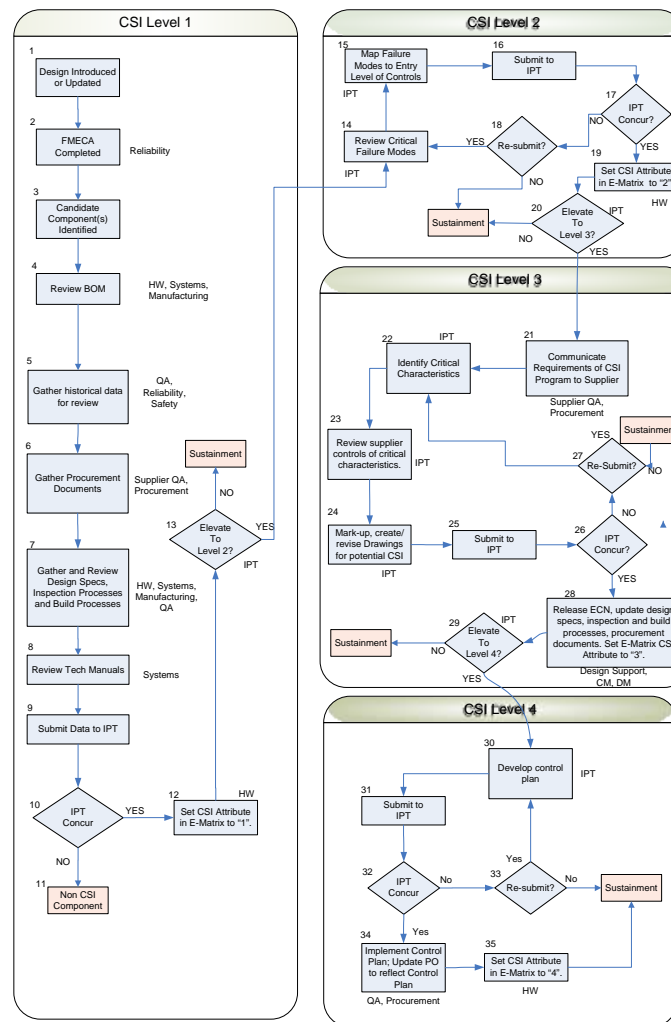 CSI Level 1
1
Design Introduced
or Updated
2
FMECA
Completed
Reliability
3
Candidate
Component(s)
Identified
4
Review BOM
HW, Systems,
Manufacturing
5
Gather historical data
for review
QA,
Reliability,
Safety
6
Gather Procurement
Documents
Supplier QA,
Procurement
7
Gather and Review
Design Specs,
Inspection Processes
and Build Processes
HW, Systems,
Manufacturing,
QA
8
Review Tech Manuals
Systems
9
Submit Data to IPT
10
IPT
Concur
YES
NO
11
Non CSI
Component
12
HW
Set CSI Attribute
in E-Matrix to “1”.
13
Elevate
To
Level 2?
YES
IPT
NO
Sustainment
CSI Level 2
14
Review Critical
Failure Modes
IPT
15
Map Failure
Modes to Entry
Level of Controls
IPT
16
Submit to
IPT
17
IPT
Concur?
NO
YES
18
Re-submit?
YES
NO
Sustainment
19
Set CSI Attribute
in E-Matrix to “2”.
HW
20
Elevate
To
Level 3?
IPT
NO
YES
CSI Level 3
21
Communicate
Requirements of CSI
Program to Supplier
Supplier QA,
Procurement
22
IPT
Identify Critical
Characteristics
23
Review supplier
controls of critical
characteristics.
IPT
24
Mark-up, create/
revise Drawings
for potential CSI
IPT
25
Submit to
IPT
26
IPT
Concur?
NO
YES
27
Re-Submit?
YES
NO
Sustainment
28
Release ECN, update design
specs, inspection and build
processes, procurement
documents. Set E-Matrix CSI
Attribute to “3”.
Design Support,
CM, DM
29
Elevate
To
Level 4?
IPT
NO
YES
Sustainment
CSI Level 4
30
Develop control
plan
IPT
31
Submit to
IPT
32
IPT
Concur
No
Yes
33
Re-submit?
Yes
No
Sustainment
34
Implement Control
Plan; Update PO
to reflect Control
Plan
QA, Procurement
35
Set CSI Attribute
in E-Matrix to “4”.
HW